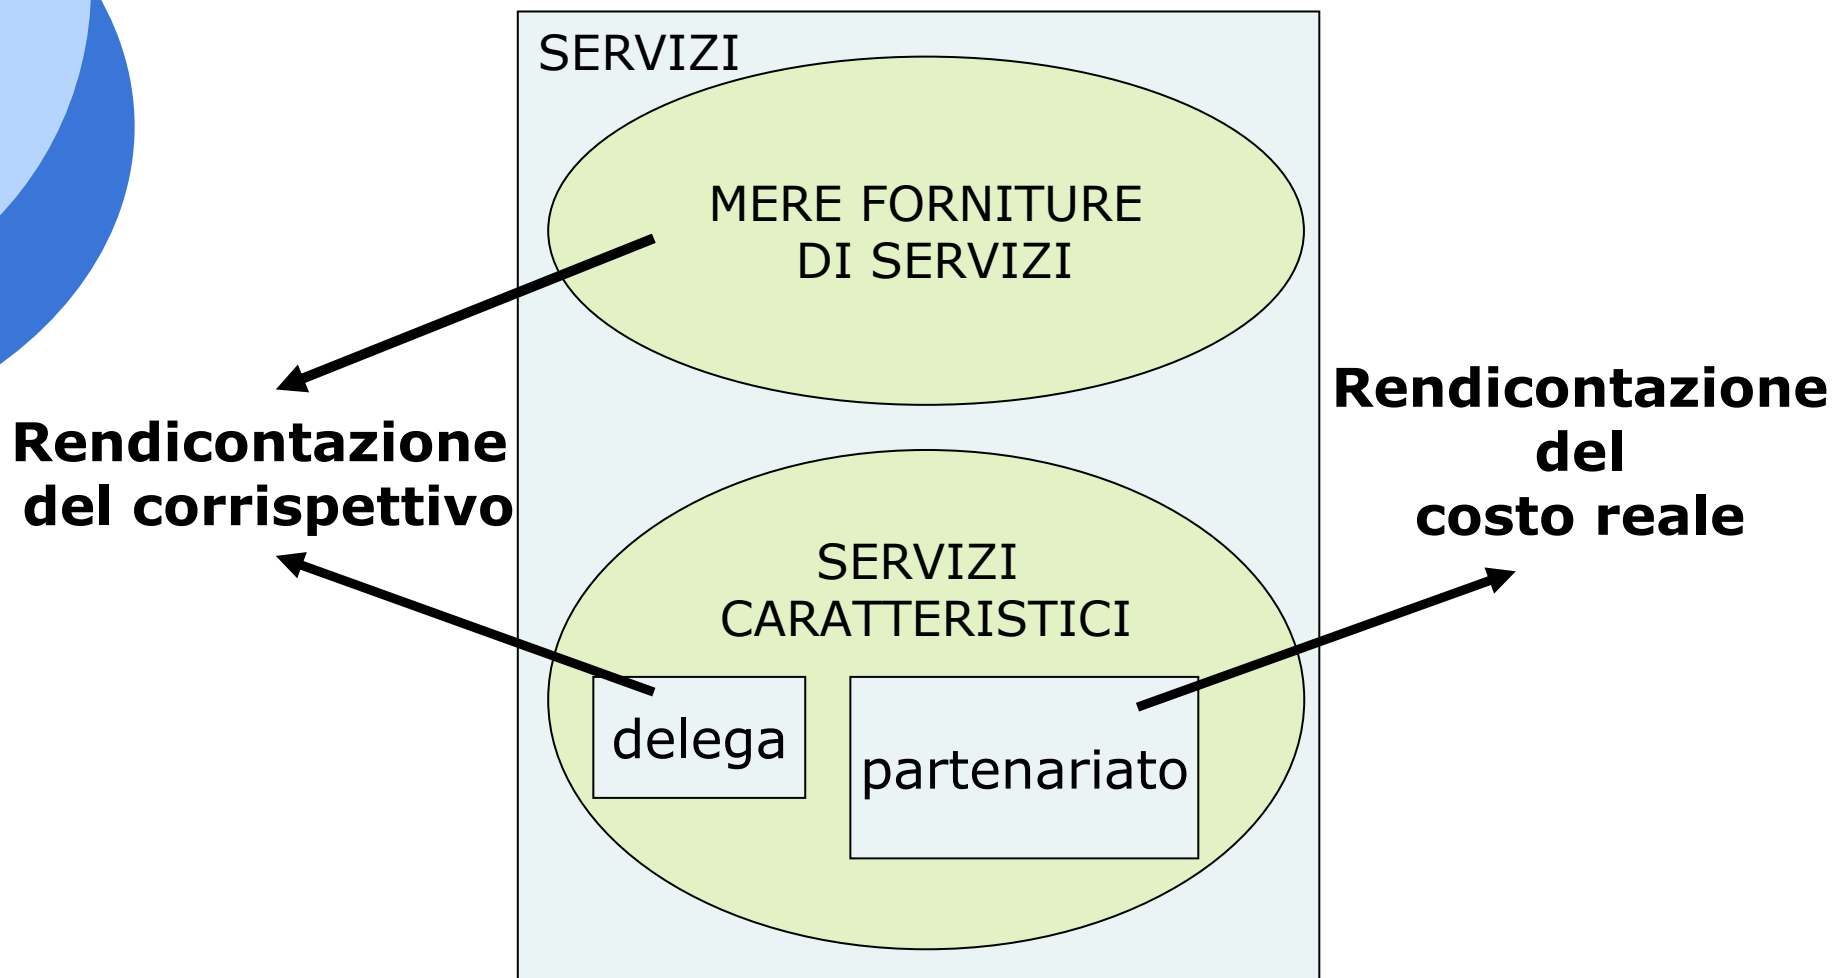 SERVIZI
MERE FORNITURE
DI SERVIZI
Rendicontazione
del corrispettivo
Rendicontazione
del
costo reale
SERVIZI
CARATTERISTICI
delega
partenariato